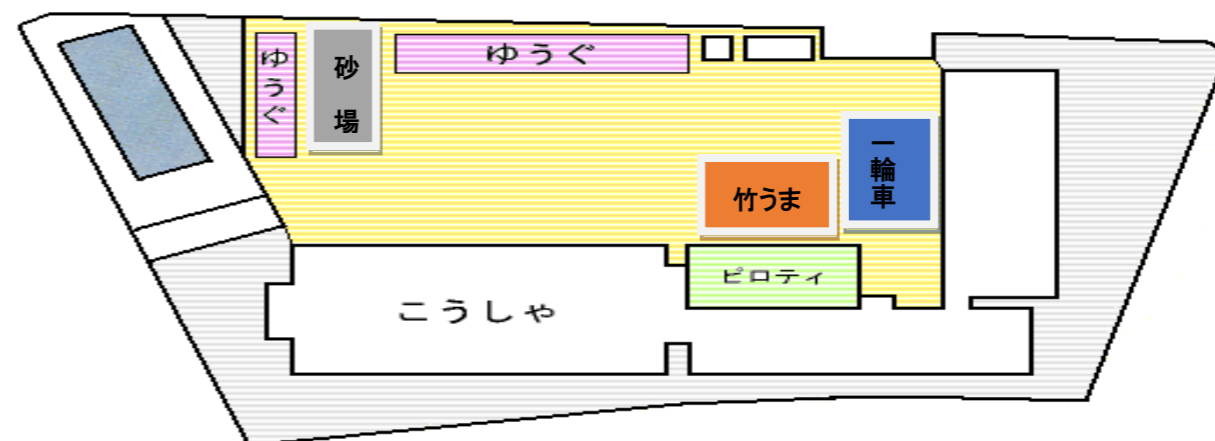 ゆうぐ
砂場
ゆうぐ
一輪車
竹うま
ピロティ
こうしゃ